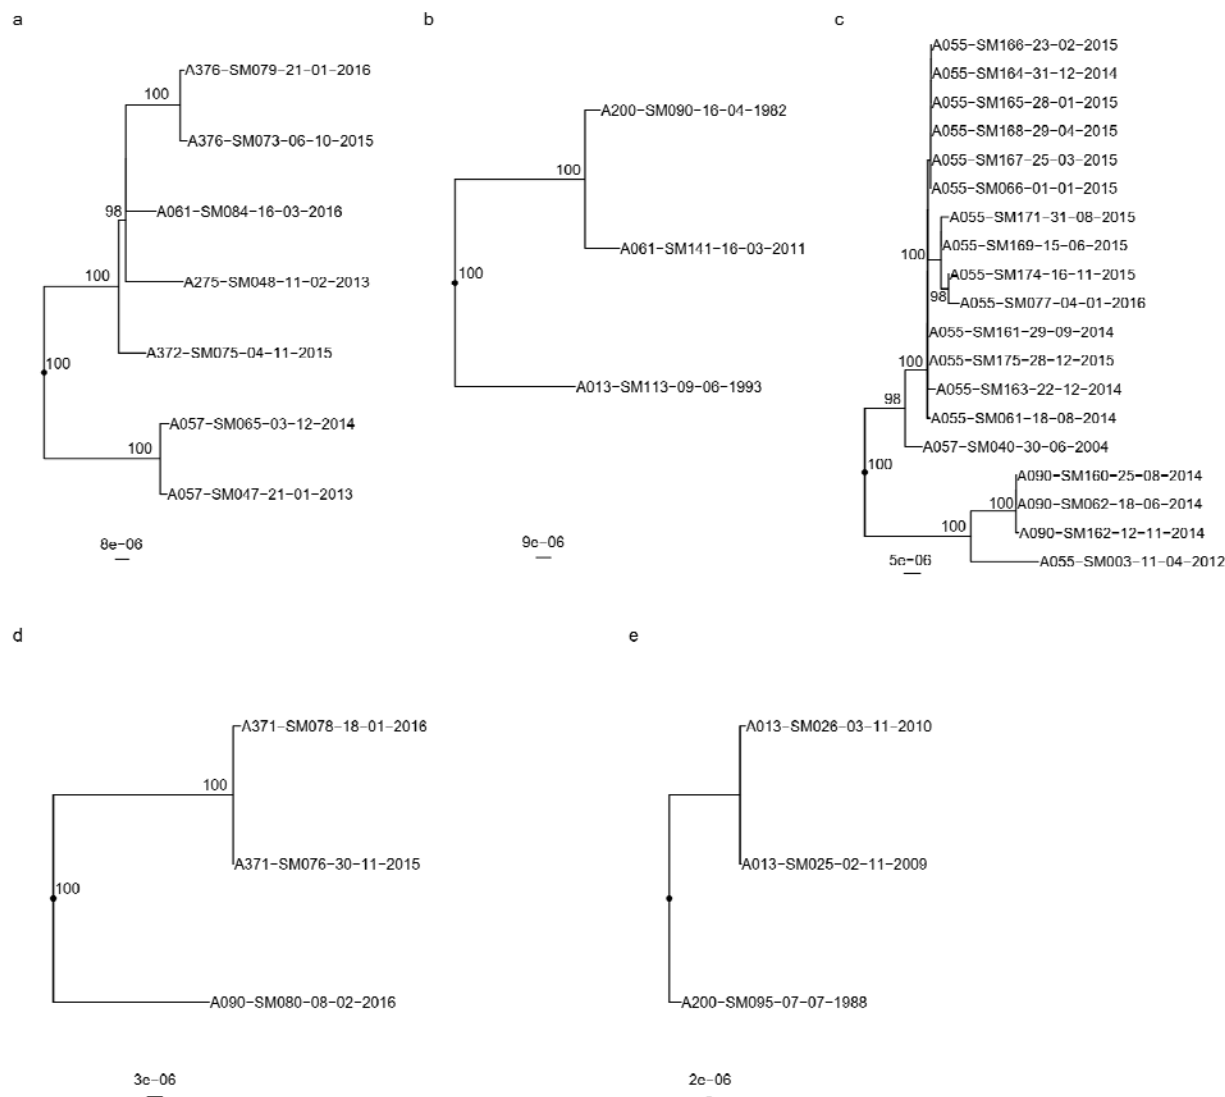 a
A376-SM079-21-01-2016
100
A376-SM073-06-10-2015
98
A061-SM084-16-03-2016
100
A275-SM048-11-02-2013
A372-SM075-04-11-2015
100
A057-SM065-03-12-2014
100
A057-SM047-21-01-2013
8e-06
b
A200-SM090-16-04-1982
100
A061-SM141-16-03-2011
100
A013-SM113-09-06-1993
9e-06
c
A055-SM166-23-02-2015
A055-SM164-31-12-2014
A055-SM165-28-01-2015
A055-SM168-29-04-2015
A055-SM167-25-03-2015
A055-SM066-01-01-2015
A055-SM171-31-08-2015
100
A055-SM169-15-06-2015
A055-SM174-16-11-2015
98
A055-SM077-04-01-2016
A055-SM161-29-09-2014
100
A055-SM175-28-12-2015
A055-SM163-22-12-2014
98
A055-SM061-18-08-2014
A057-SM040-30-06-2004
100
A090-SM160-25-08-2014
100
A090-SM062-18-06-2014
100
A090-SM162-12-11-2014
A055-SM003-11-04-2012
5e-06
d
A371-SM078-18-01-2016
100
A371-SM076-30-11-2015
100
A090-SM080-08-02-2016
3e-06
e
A013-SM026-03-11-2010
A013-SM025-02-11-2009
A200-SM095-07-07-1988
2e-06